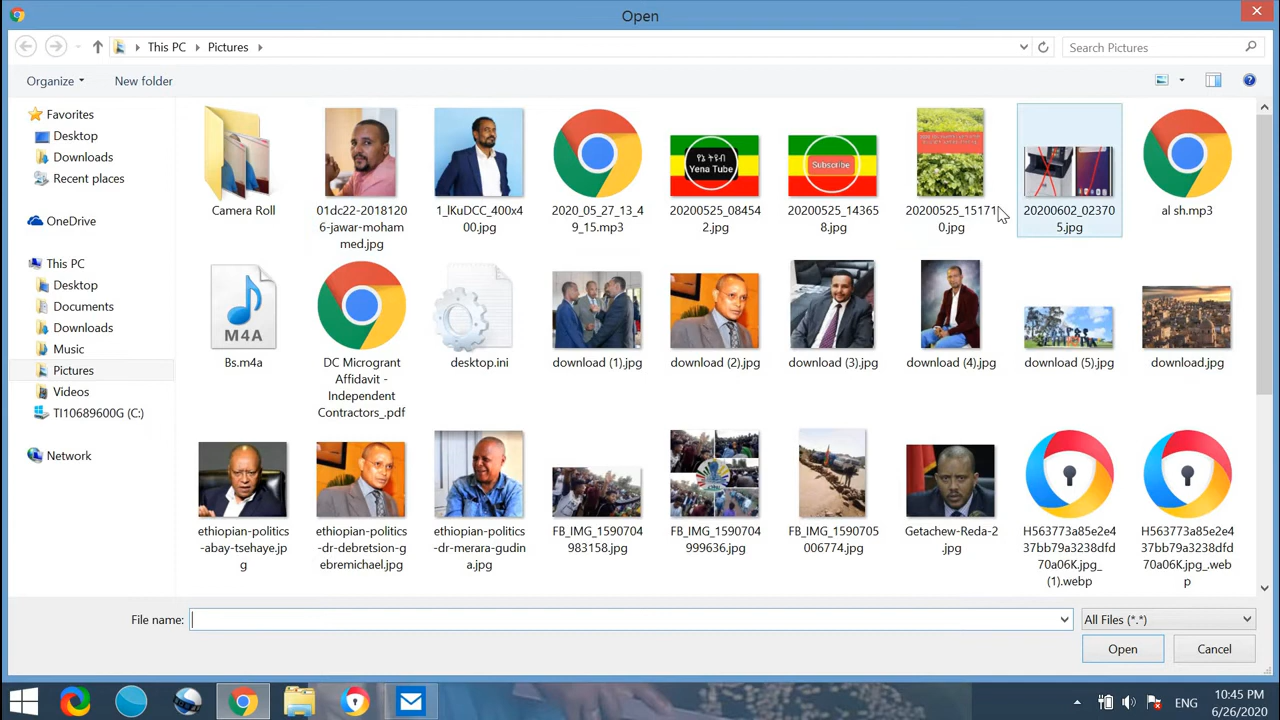 Open
This PC
Pictures
Search Pictures
Organize
New folder
Favorites
Desktop
Downloads
Recent places
OneDrive
This PC
Desktop
Documents
Downloads
Music
Pictures
Videos
TI10689600G (C:)
Network
Camera Roll
01dc22-2018120
6-jawar-moham
med.jpg
1_lKuDCC_400x4
00.jpg
2020_05_27_13_4
9_15.mp3
የኔ ትዩብ
Yena Tube
20200525_08454
2.jpg
Subscribe
20200525_14365
8.jpg
20200525_1517
0.jpg
20200602_02370
5.jpg
al sh.mp3
M4A
Bs.m4a
DC Microgrant
Affidavit -
Independent
Contractors_.pdf
desktop.ini
download (1).jpg
download (2).jpg
download (3).jpg
download (4).jpg
download (5).jpg
download.jpg
ethiopian-politics
-abay-tsehaye.jp
g
ethiopian-politics
-dr-debretsion-g
ebremichael.jpg
ethiopian-politics
-dr-merara-gudin
a.jpg
FB_IMG_1590704
983158.jpg
FB_IMG_1590704
999636.jpg
FB_IMG_1590705
006774.jpg
Getachew-Reda-2
.jpg
H563773a85e2e4
37bb79a3238dfd
70a06K.jpg_
(1).webp
H563773a85e2e4
37bb79a3238dfd
70a06K.jpg_.web
p
File name:
All Files (*.*)
Open
Cancel
ENG
10:45 PM
6/26/2020